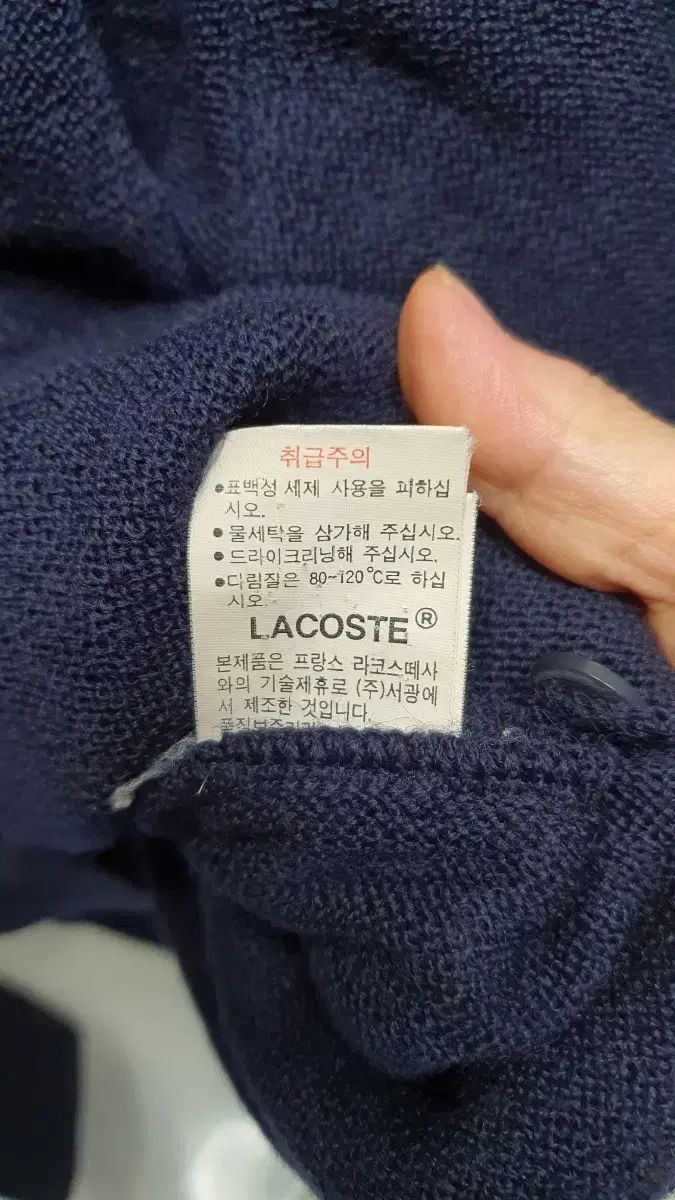 취급주의
●표백성 세제 사용을 피하십
시오.
●물세탁을 삼가해 주십시오.
●드라이크리닝해 주십시오.
●다림질은 80~120℃로 하십
시오.
LACOSTE®
본제품은 프랑스 라코스떼사
와의 기술제휴로 (주)서광에
서 제조한 것입니다.